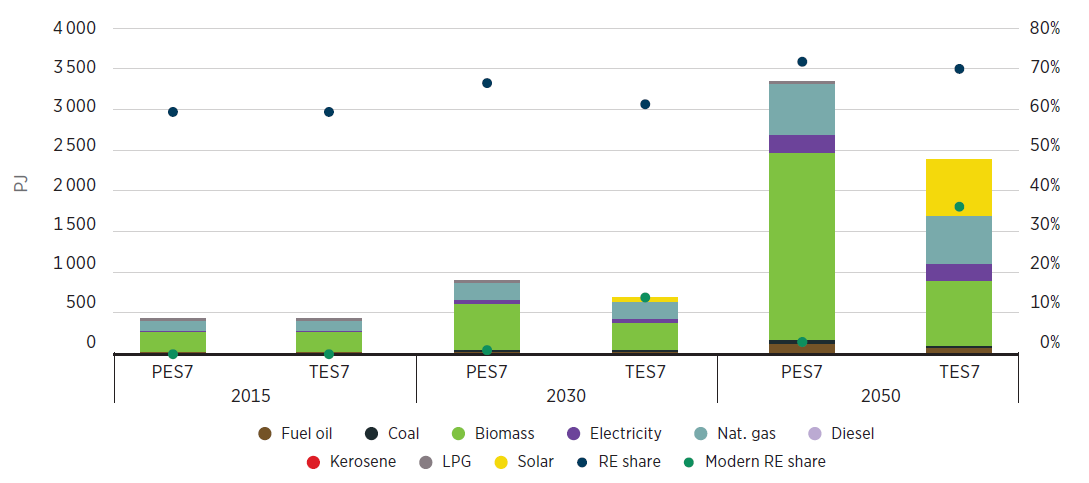 4 000 80%
3 500 70%
3 000 60%
2 500 50%
2 000 40%
1 500 30%
1 000 20%
500 10%
0 0%
PJ
PES7 TES7 PES7 TES7 PES7 TES7
2015 2030 2050
Fuel oil Coal Biomass Electricity Nat. gas Diesel
Kerosene LPG Solar RE share Modern RE share